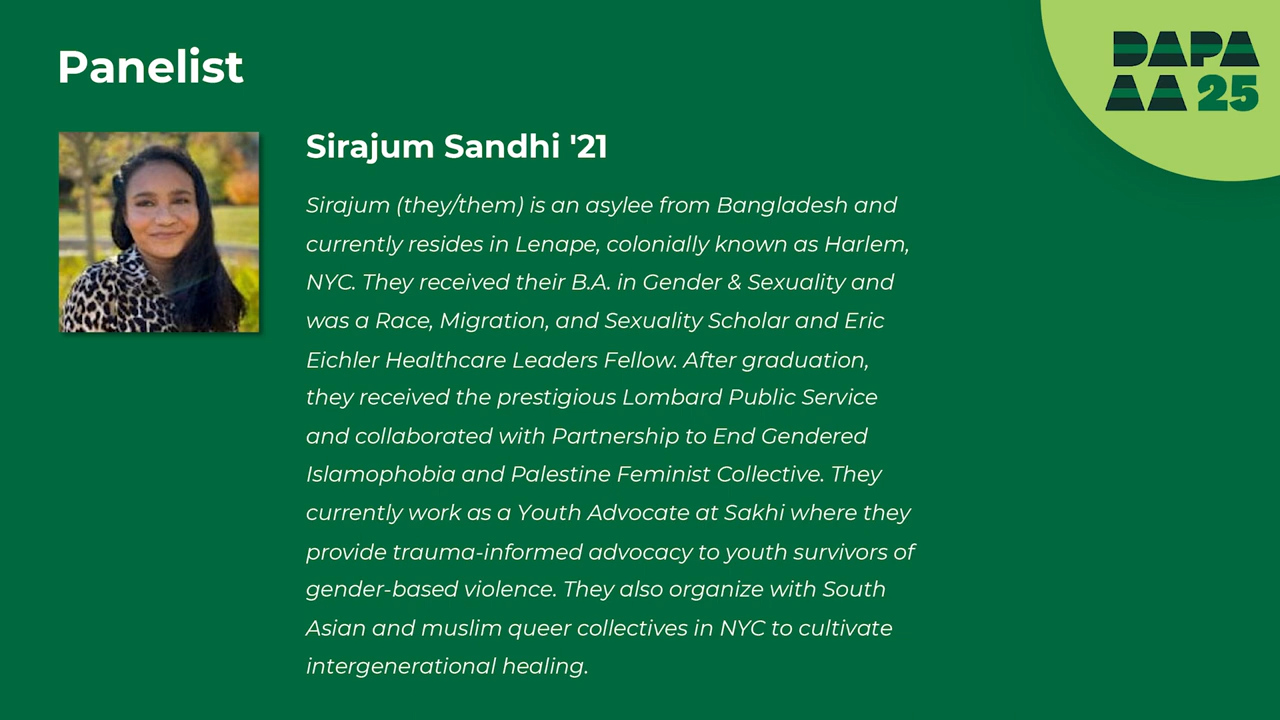 Panelist
DAPA
AA 25
Sirajum Sandhi '21
Sirajum (they/them) is an asylee from Bangladesh and
currently resides in Lenape, colonially known as Harlem,
NYC. They received their B.A. in Gender & Sexuality and
was a Race, Migration, and Sexuality Scholar and Eric
Eichler Healthcare Leaders Fellow. After graduation,
they received the prestigious Lombard Public Service
and collaborated with Partnership to End Gendered
Islamophobia and Palestine Feminist Collective. They
currently work as a Youth Advocate at Sakhi where they
provide trauma-informed advocacy to youth survivors of
gender-based violence. They also organize with South
Asian and muslim queer collectives in NYC to cultivate
intergenerational healing.